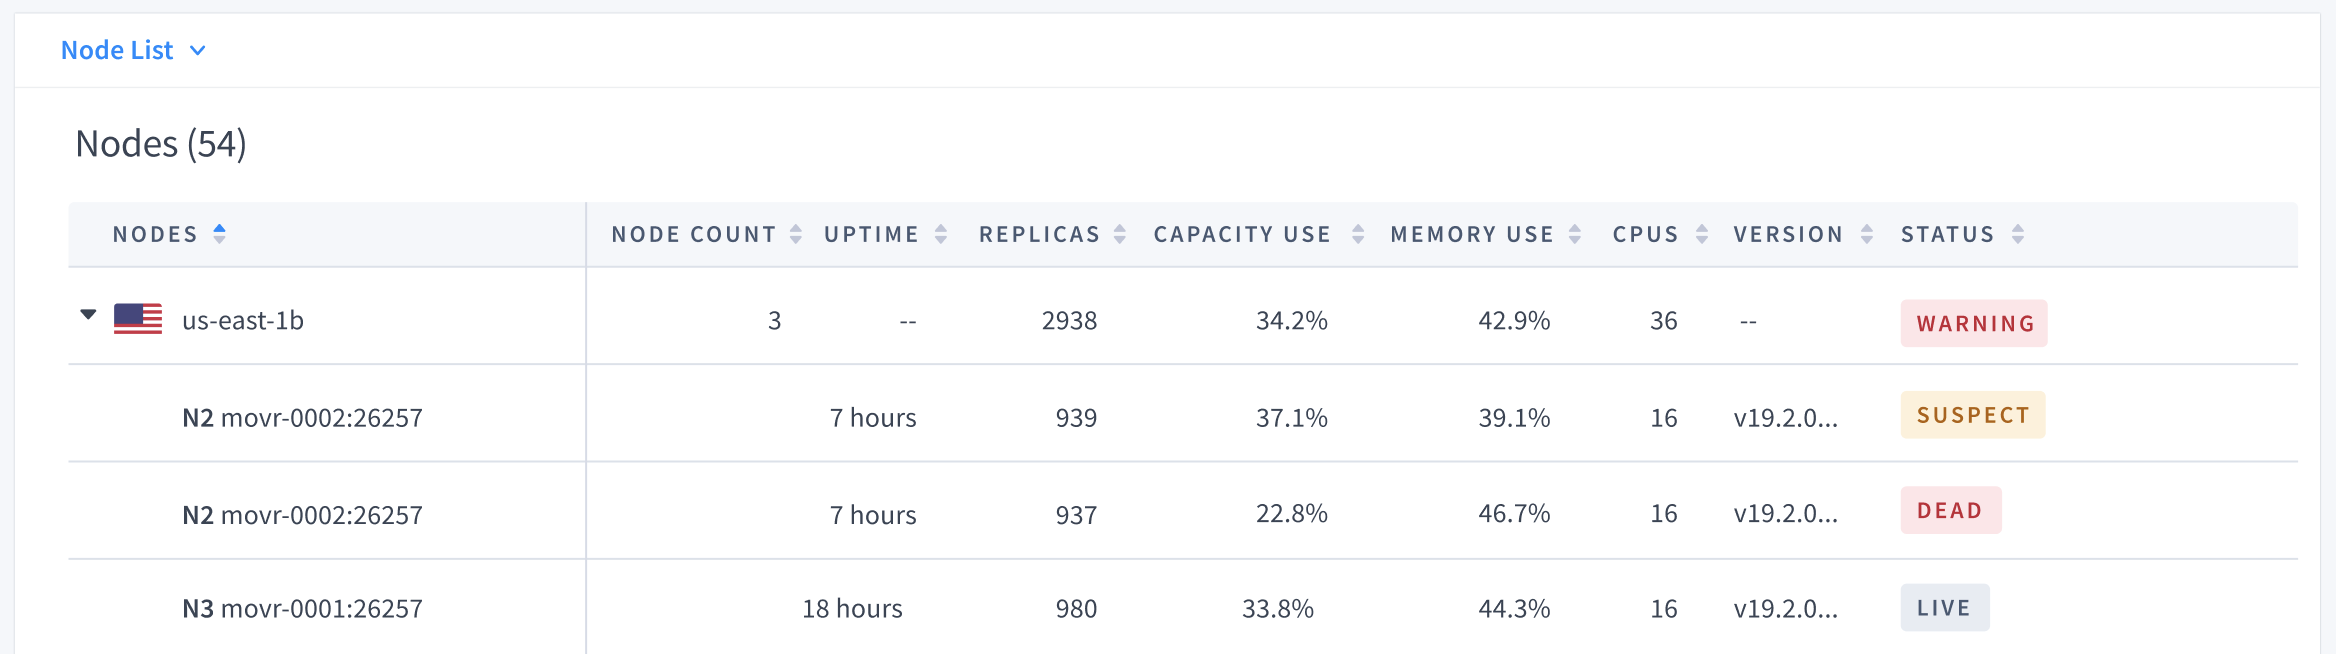 Node List
Nodes (54)
NODES NODE COUNT UPTIME REPLICAS CAPACITY USE MEMORY USE CPUS VERSION STATUS
us-east-1b 3 -- 2938 34.2% 42.9% 36 -- WARNING
N2 movr-0002:26257 7 hours 939 37.1% 39.1% 16 v19.2.0... SUSPECT
N2 movr-0002:26257 7 hours 937 22.8% 46.7% 16 v19.2.0... DEAD
N3 movr-0001:26257 18 hours 980 33.8% 44.3% 16 v19.2.0... LIVE